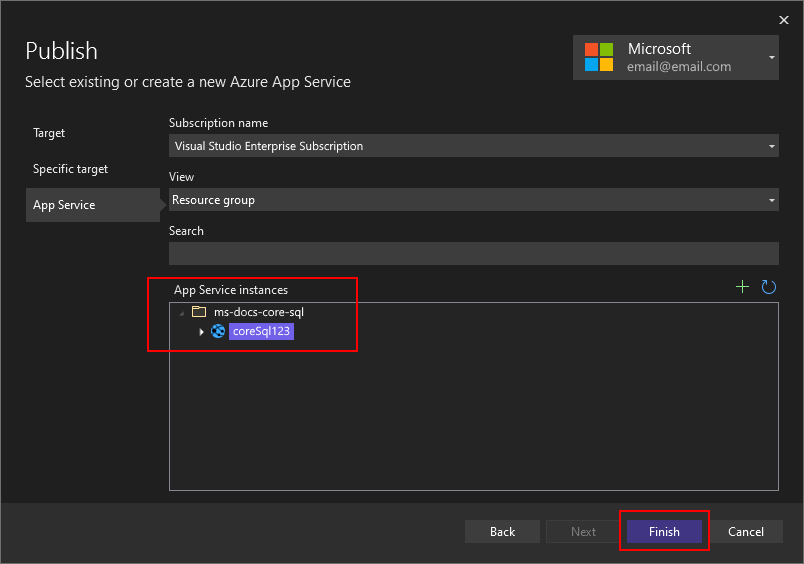 Publish
Select existing or create a new Azure App Service
Microsoft
email@email.com
Target
Specific target
App Service
Subscription name
Visual Studio Enterprise Subscription
View
Resource group
Search
App Service instances
ms-docs-core-sql
coreSql123
Back
Next
Finish
Cancel